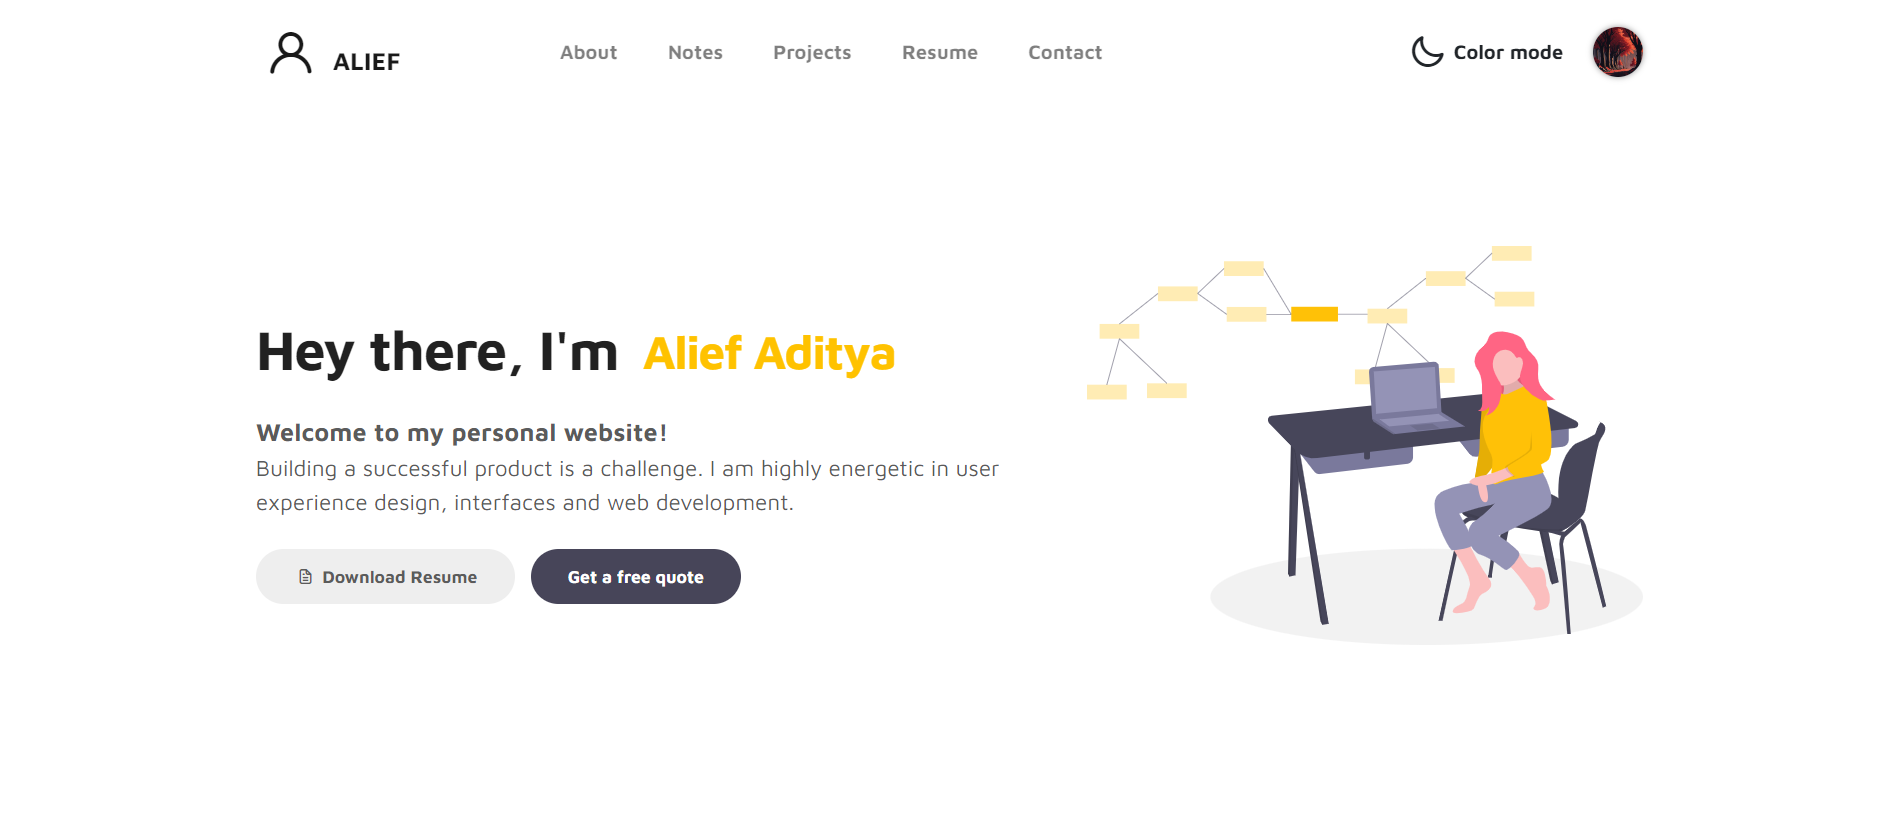 ALIEF
About
Notes
Projects
Resume
Contact
Color mode
Hey there, I'm Alief Aditya
Welcome to my personal website!
Building a successful product is a challenge. I am highly energetic in user
experience design, interfaces and web development.
Download Resume
Get a free quote